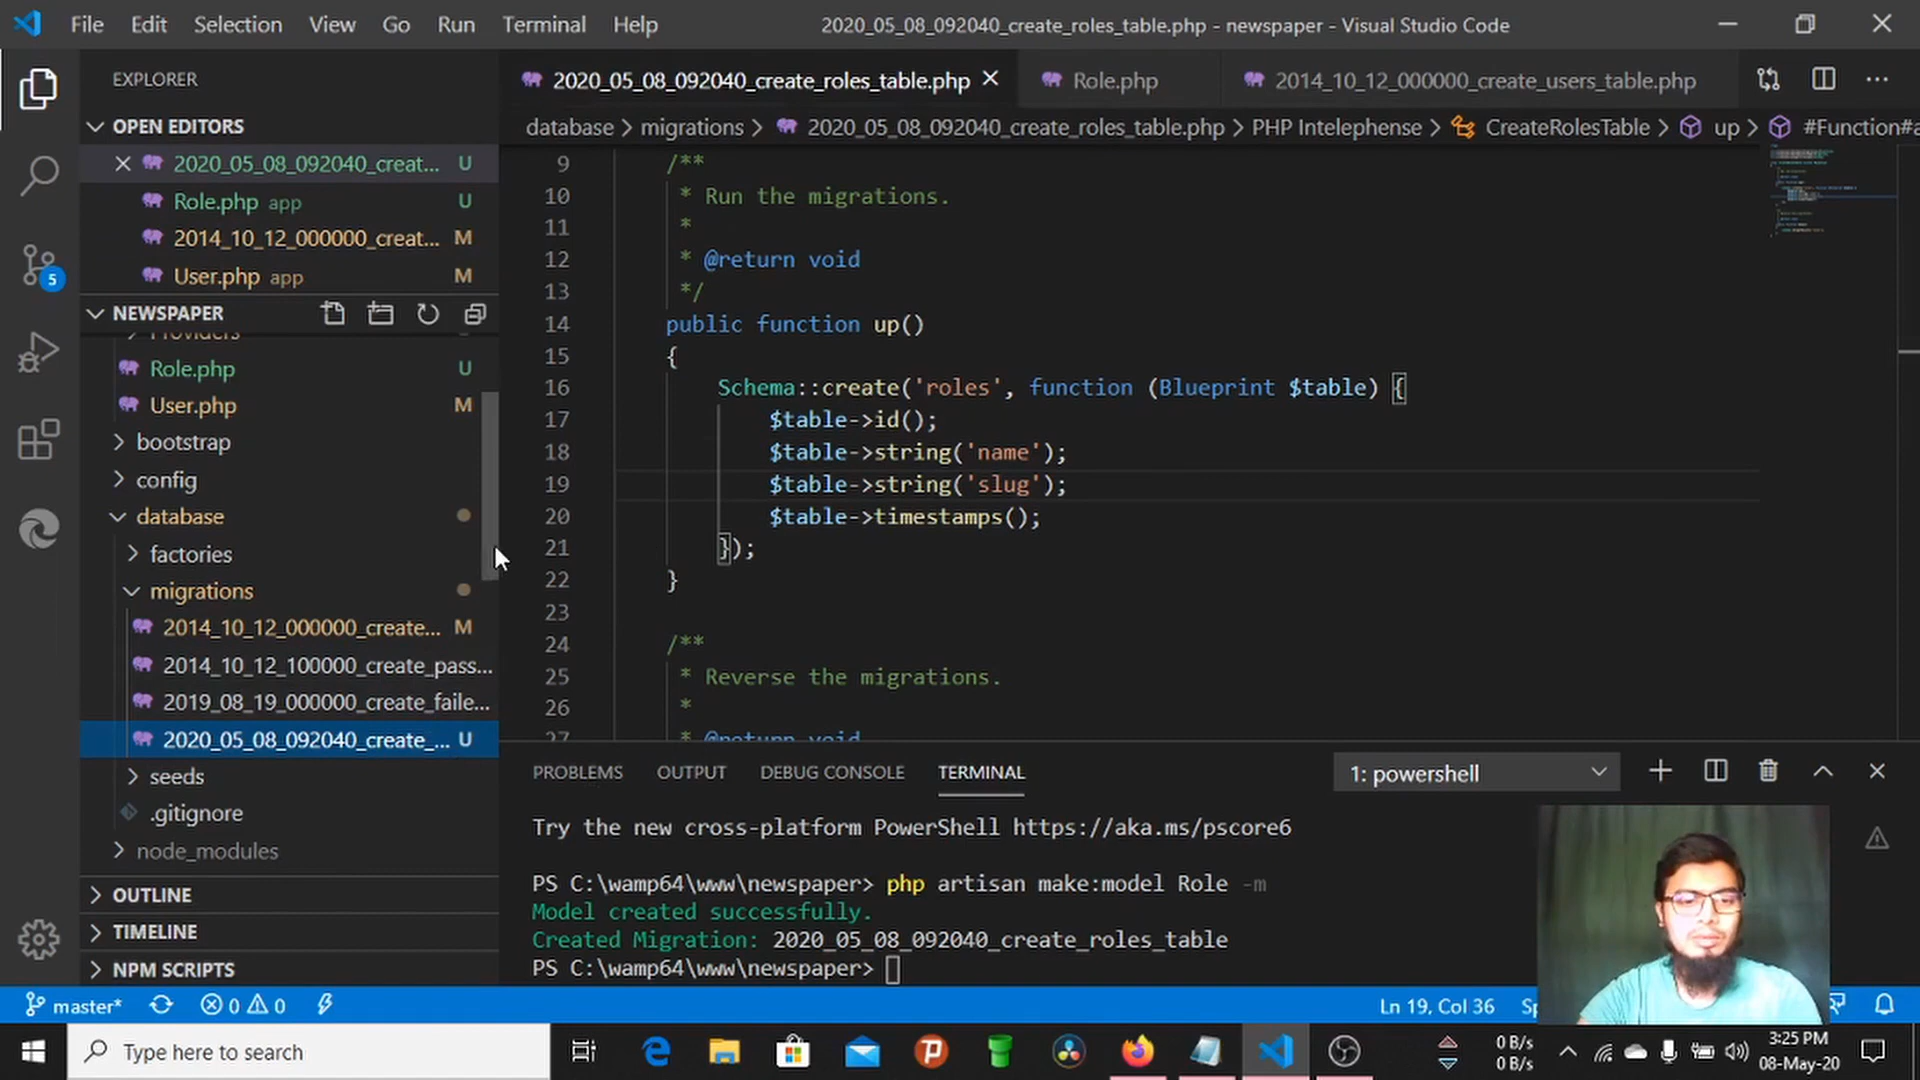 File Edit Selection View Go Run Terminal Help 2020_05_08_092040_create_roles_table.php - newspaper - Visual Studio Code
EXPLORER
2020_05_08_092040_create_roles_table.php Role.php 2014_10_12_000000_create_users_table.php
OPEN EDITORS
database > migrations > 2020_05_08_092040_create_roles_table.php > PHP Intelephense > CreateRolesTable > up > #Function#a
2020_05_08_092040_creat... U
Role.php app U
2014_10_12_000000_creat... M
User.php app M
NEWSPAPER
Providers
Role.php U
User.php M
bootstrap
config
database
factories
migrations
2014_10_12_000000_create... M
2014_10_12_100000_create_pass...
2019_08_19_000000_create_faile...
2020_05_08_092040_create_... U
seeds
.gitignore
node_modules
OUTLINE
TIMELINE
NPM SCRIPTS
9 /**
10 * Run the migrations.
11 *
12 * @return void
13 */
14 public function up()
15 {
16 Schema::create('roles', function (Blueprint $table) {
17 $table->id();
18 $table->string('name');
19 $table->string('slug');
20 $table->timestamps();
21 });
22 }
23
24 /**
25 * Reverse the migrations.
26 *
27 * @return void
PROBLEMS OUTPUT DEBUG CONSOLE TERMINAL 1: powershell
Try the new cross-platform PowerShell https://aka.ms/pscore6
PS C:\wamp64\www\newspaper> php artisan make:model Role -m
Model created successfully.
Created Migration: 2020_05_08_092040_create_roles_table
PS C:\wamp64\www\newspaper>
5
master* 0 0 Ln 19, Col 36 Sp
Type here to search
0 B/s
0 B/s
3:25 PM
08-May-20